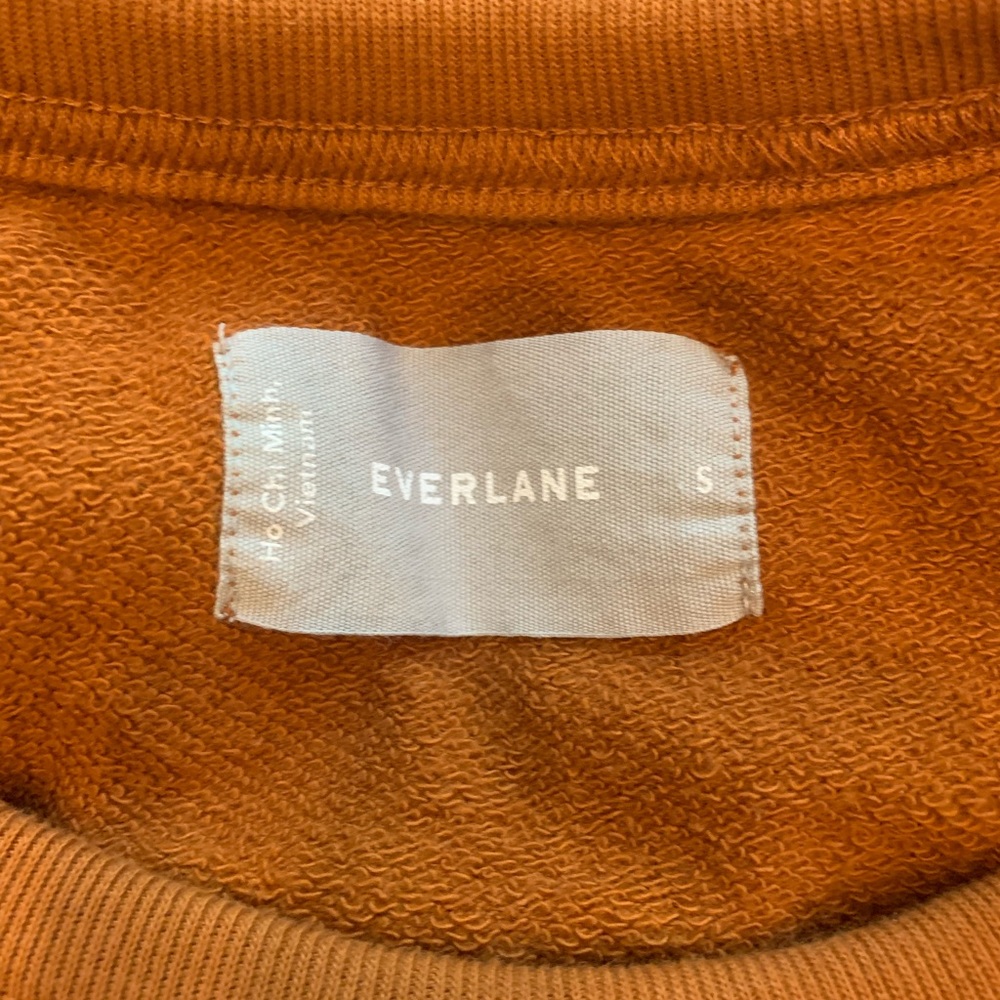 Ho Chi Minh,
Vietnam
EVERLANE
S